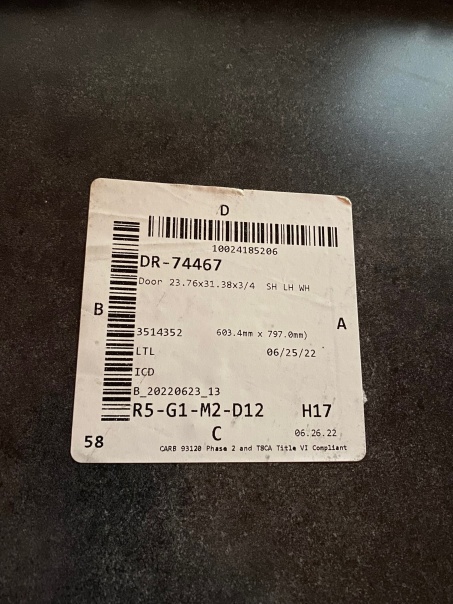 D
10024185206
DR-74467
Door 23.76x31.38x3/4 SH LH WH
B
A
3514352 603.4mm x 797.0mm)
LTL 06/25/22
ICD
B_20220623_13
R5-G1-M2-D12 H17
58 C 06.26.22
CARB 93120 Phase 2 and TSCA Title VI Compliant